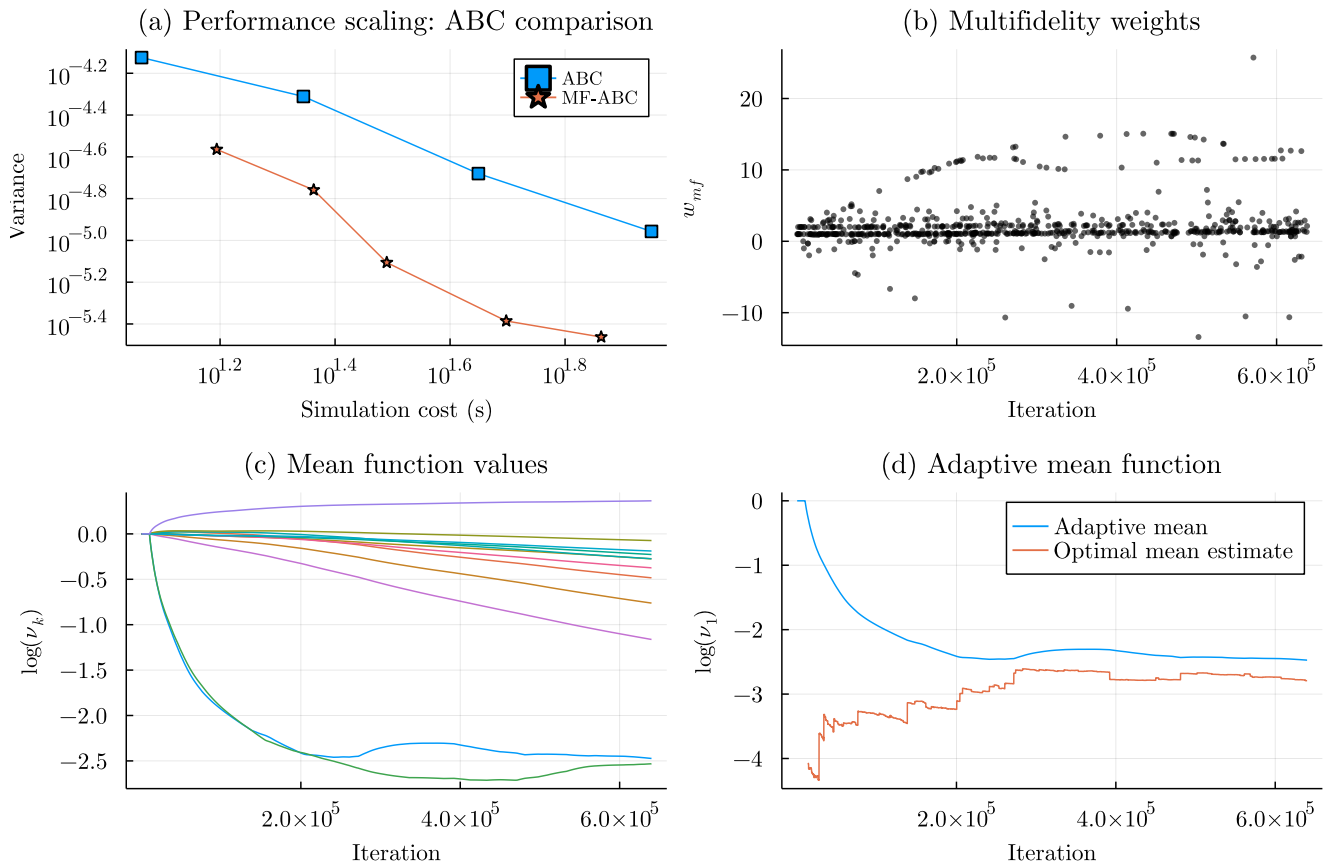 (a) Performance scaling: ABC comparison
10^−4.2
10^−4.4
10^−4.6
10^−4.8
10^−5.0
10^−5.2
10^−5.4
Variance
ABC
MF-ABC
10^1.2
10^1.4
10^1.6
10^1.8
Simulation cost (s)
(b) Multifidelity weights
20
10
0
−10
w_mf
2.0×10^5
4.0×10^5
6.0×10^5
Iteration
(c) Mean function values
0.0
−0.5
−1.0
−1.5
−2.0
−2.5
log(ν_k)
2.0×10^5
4.0×10^5
6.0×10^5
Iteration
(d) Adaptive mean function
0
−1
−2
−3
−4
log(ν_1)
Adaptive mean
Optimal mean estimate
2.0×10^5
4.0×10^5
6.0×10^5
Iteration